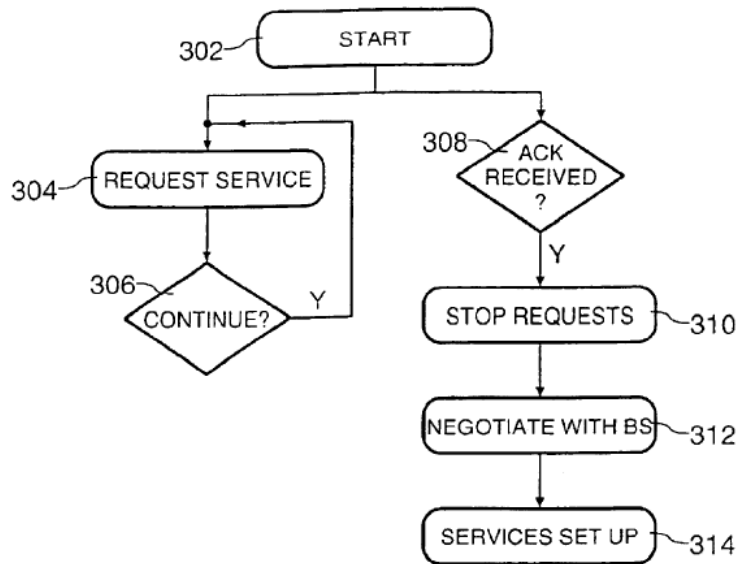 302
START
304
REQUEST SERVICE
306
CONTINUE?
Y
308
ACK
RECEIVED
?
Y
STOP REQUESTS
310
NEGOTIATE WITH BS
312
SERVICES SET UP
314